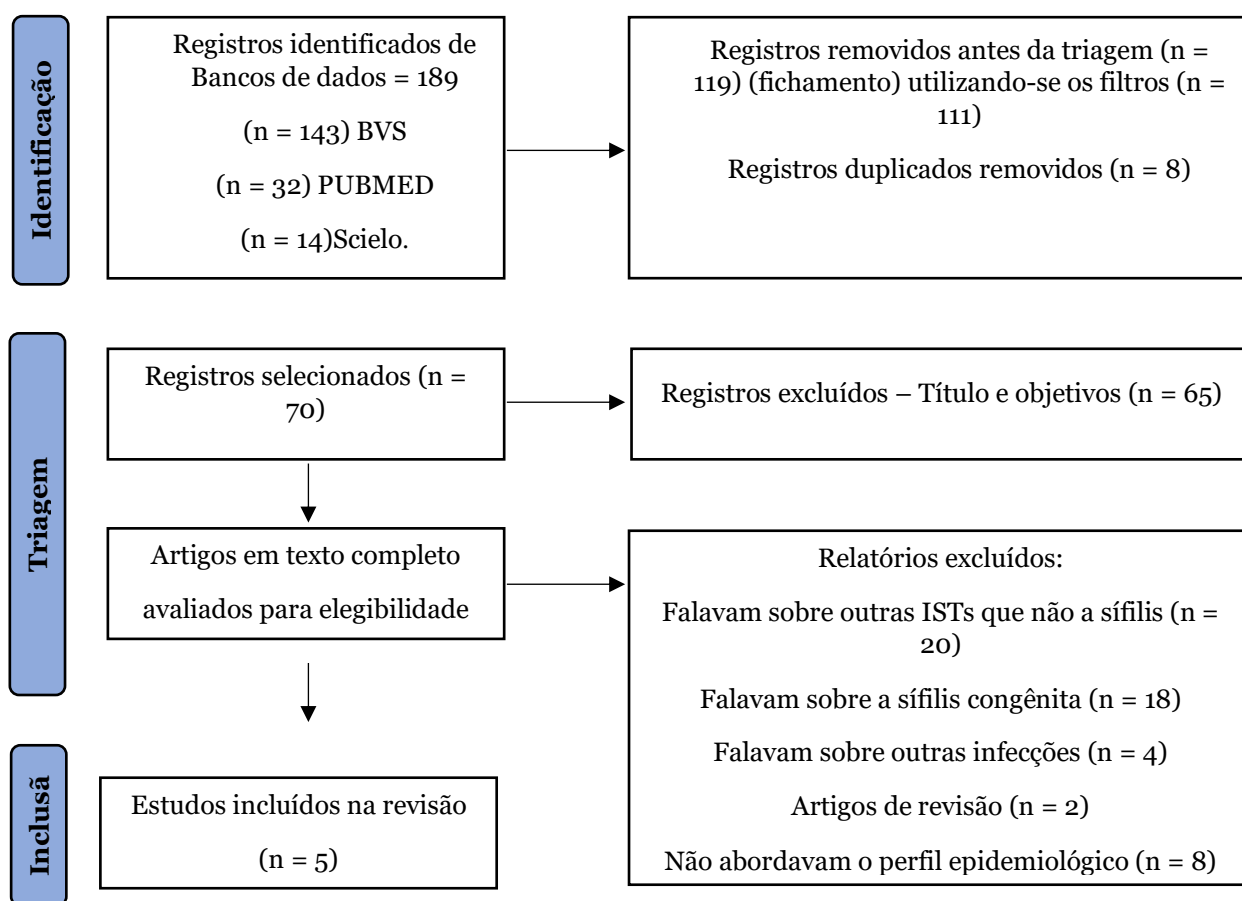 Identificação
Registros identificados de
Bancos de dados = 189
(n = 143) BVS
(n = 32) PUBMED
(n = 14)Scielo.
Registros removidos antes da triagem (n =
119) (fichamento) utilizando-se os filtros (n =
111)
Registros duplicados removidos (n = 8)
Triagem
Registros selecionados (n =
70)
Registros excluídos – Título e objetivos (n = 65)
Artigos em texto completo
avaliados para elegibilidade
Relatórios excluídos:
Falavam sobre outras ISTs que não a sífilis (n =
20)
Falavam sobre a sífilis congênita (n = 18)
Falavam sobre outras infecções (n = 4)
Artigos de revisão (n = 2)
Não abordavam o perfil epidemiológico (n = 8)
Inclusã
Estudos incluídos na revisão
(n = 5)